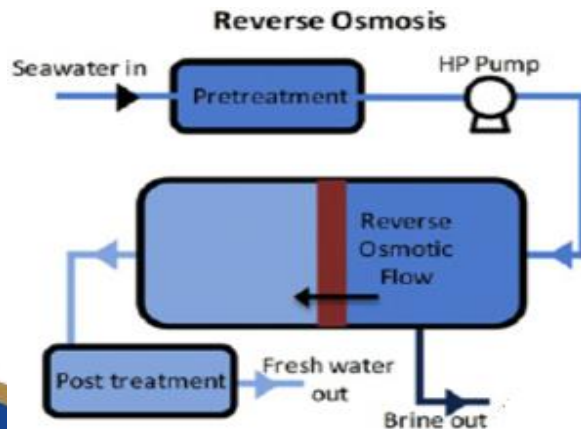 Reverse Osmosis
Seawater in
HP Pump
Pretreatment
Reverse
Osmotic
Flow
Post treatment
Fresh water
out
Brine out